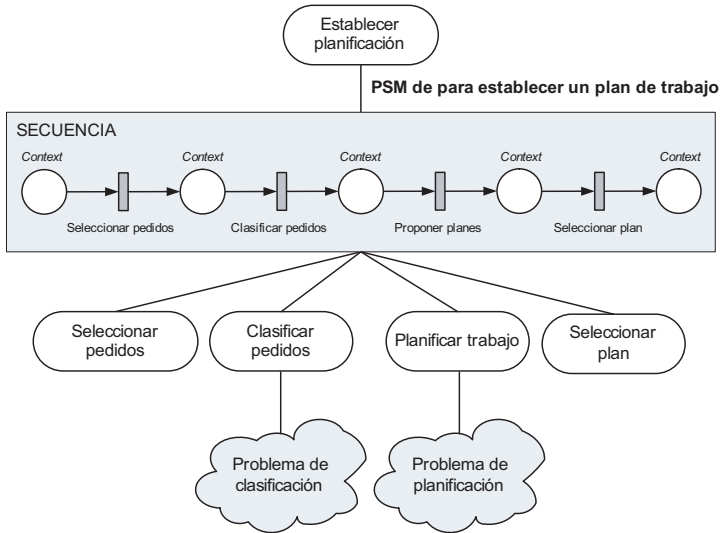 Establecer
planificación
PSM de para establecer un plan de trabajo
SECUENCIA
Context Context Context Context Context
Seleccionar pedidos Clasificar pedidos Proponer planes Seleccionar plan
Seleccionar
pedidos
Clasificar
pedidos
Planificar trabajo
Seleccionar
plan
Problema de
clasificación
Problema de
planificación